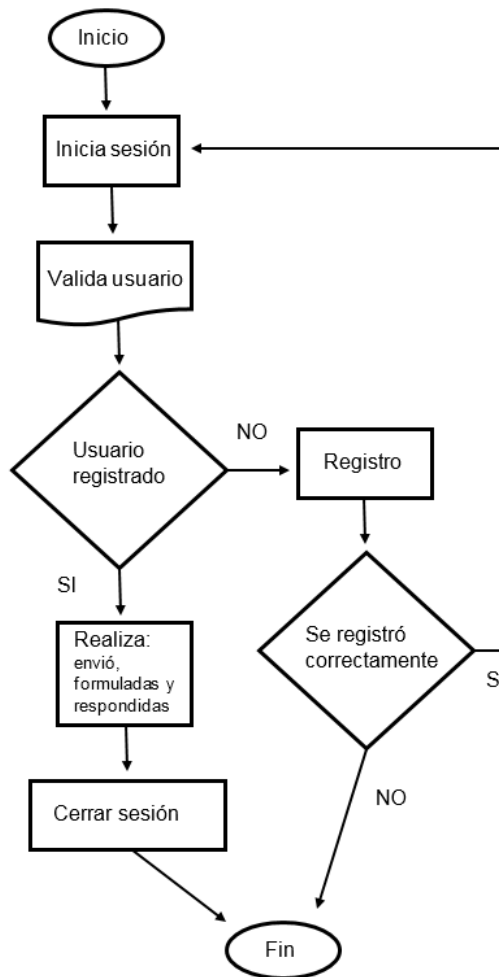 Inicio
Inicia sesión
Valida usuario
Usuario
registrado
NO
Registro
SI
Realiza:
envió,
formuladas y
respondidas
Se registró
correctamente
S
Cerrar sesión
NO
Fin